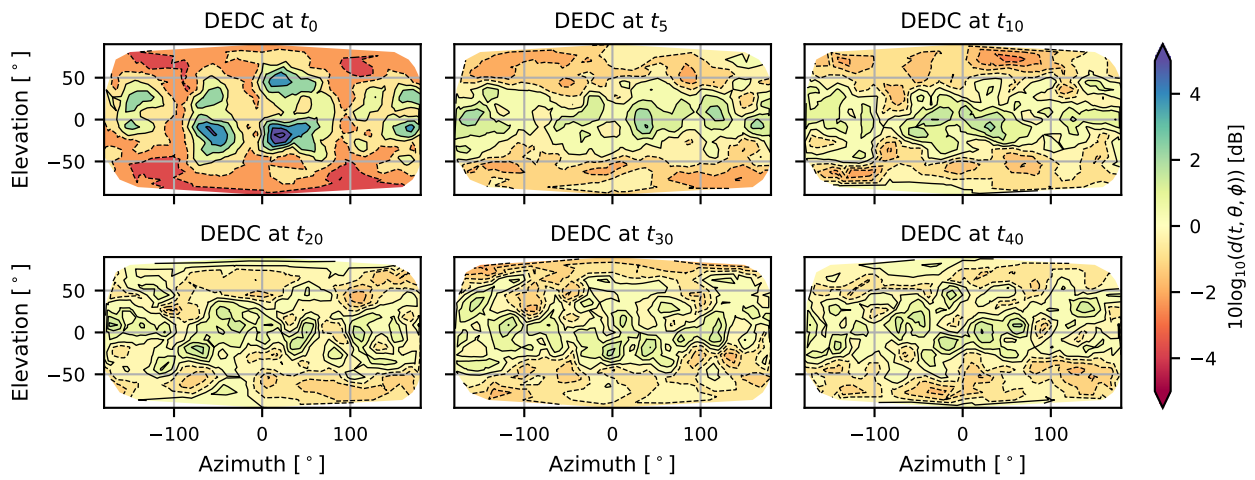 DEDC at t₀ DEDC at t₅ DEDC at t₁₀
Elevation [°]
50
0
−50
4
2
0
−2
−4
10log₁₀(d(t, θ, ϕ)) [dB]
DEDC at t₂₀ DEDC at t₃₀ DEDC at t₄₀
Elevation [°]
50
0
−50
−100 0 100 −100 0 100 −100 0 100
Azimuth [°] Azimuth [°] Azimuth [°]